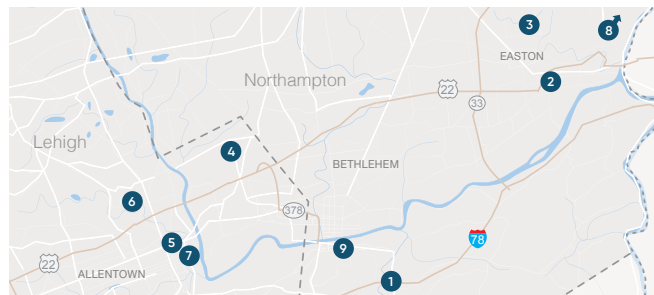 3
8
EASTON
2
Northampton
22
33
Lehigh
4
BETHLEHEM
6
378
5
7
9
78
22
ALLENTOWN
1